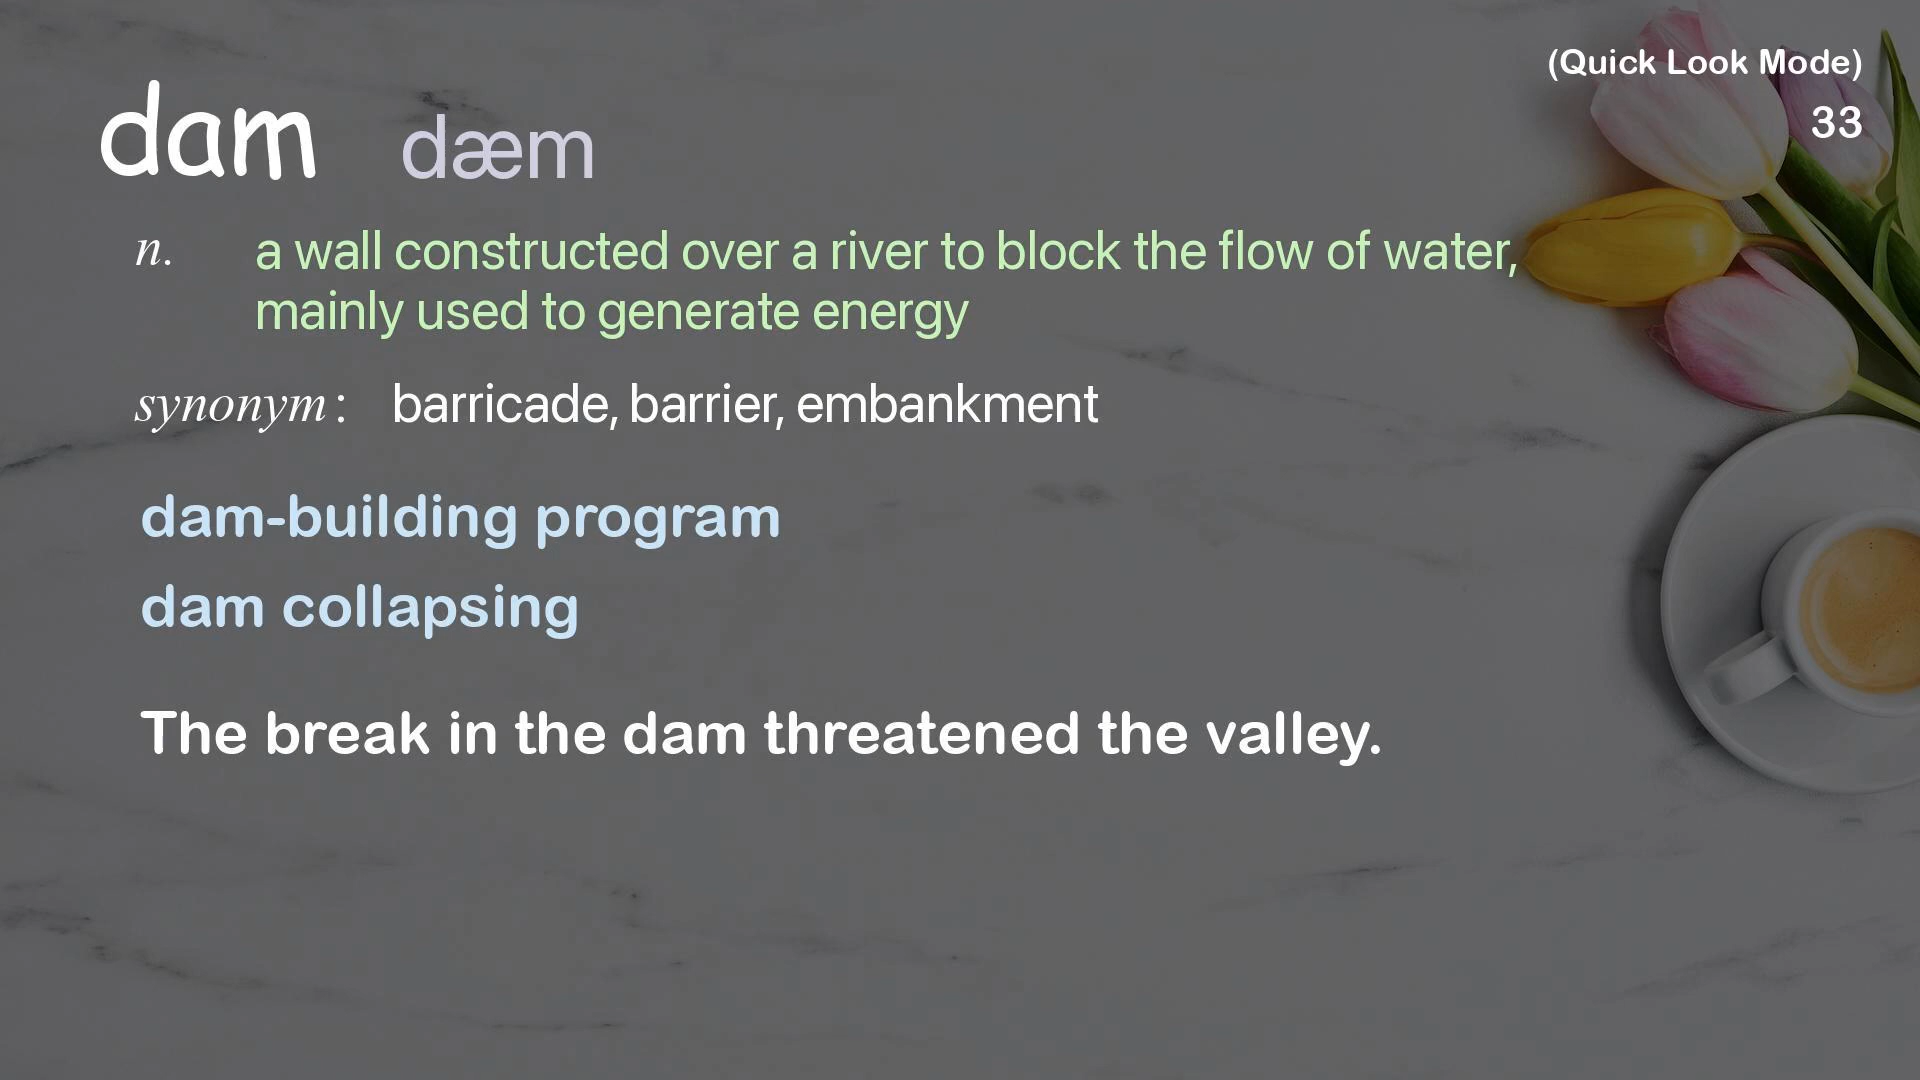 (Quick Look Mode)
33
dam dæm
n. a wall constructed over a river to block the flow of water,
mainly used to generate energy
synonym: barricade, barrier, embankment
dam-building program
dam collapsing
The break in the dam threatened the valley.